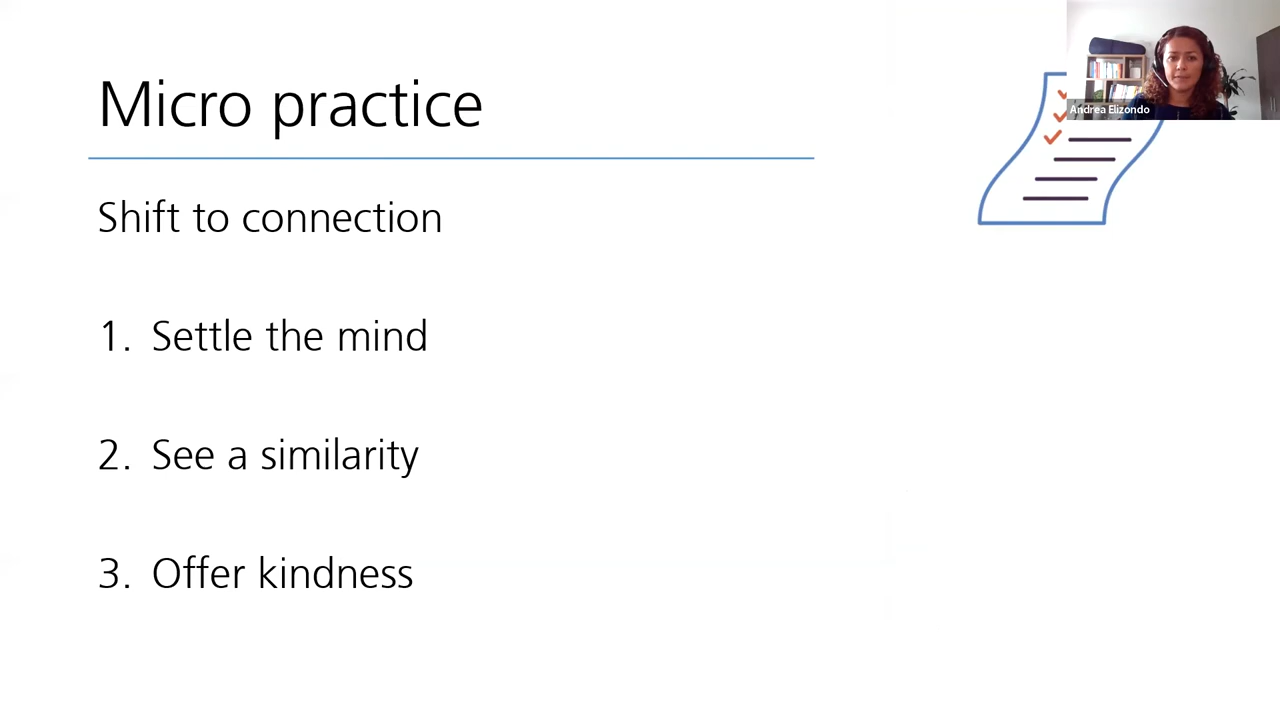 Micro practice
Andrea Elizondo
Shift to connection
1. Settle the mind
2. See a similarity
3. Offer kindness